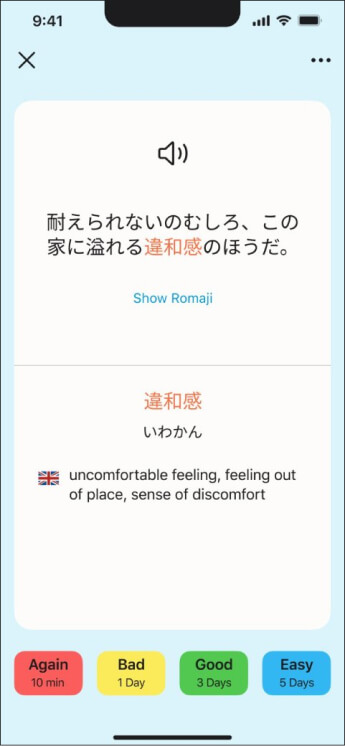 9:41
耐えられないのむしろ、この
家に溢れる違和感のほうだ。
Show Romaji
違和感
いわかん
uncomfortable feeling, feeling out
of place, sense of discomfort
Again Bad Good Easy
10 min 1 Day 3 Days 5 Days